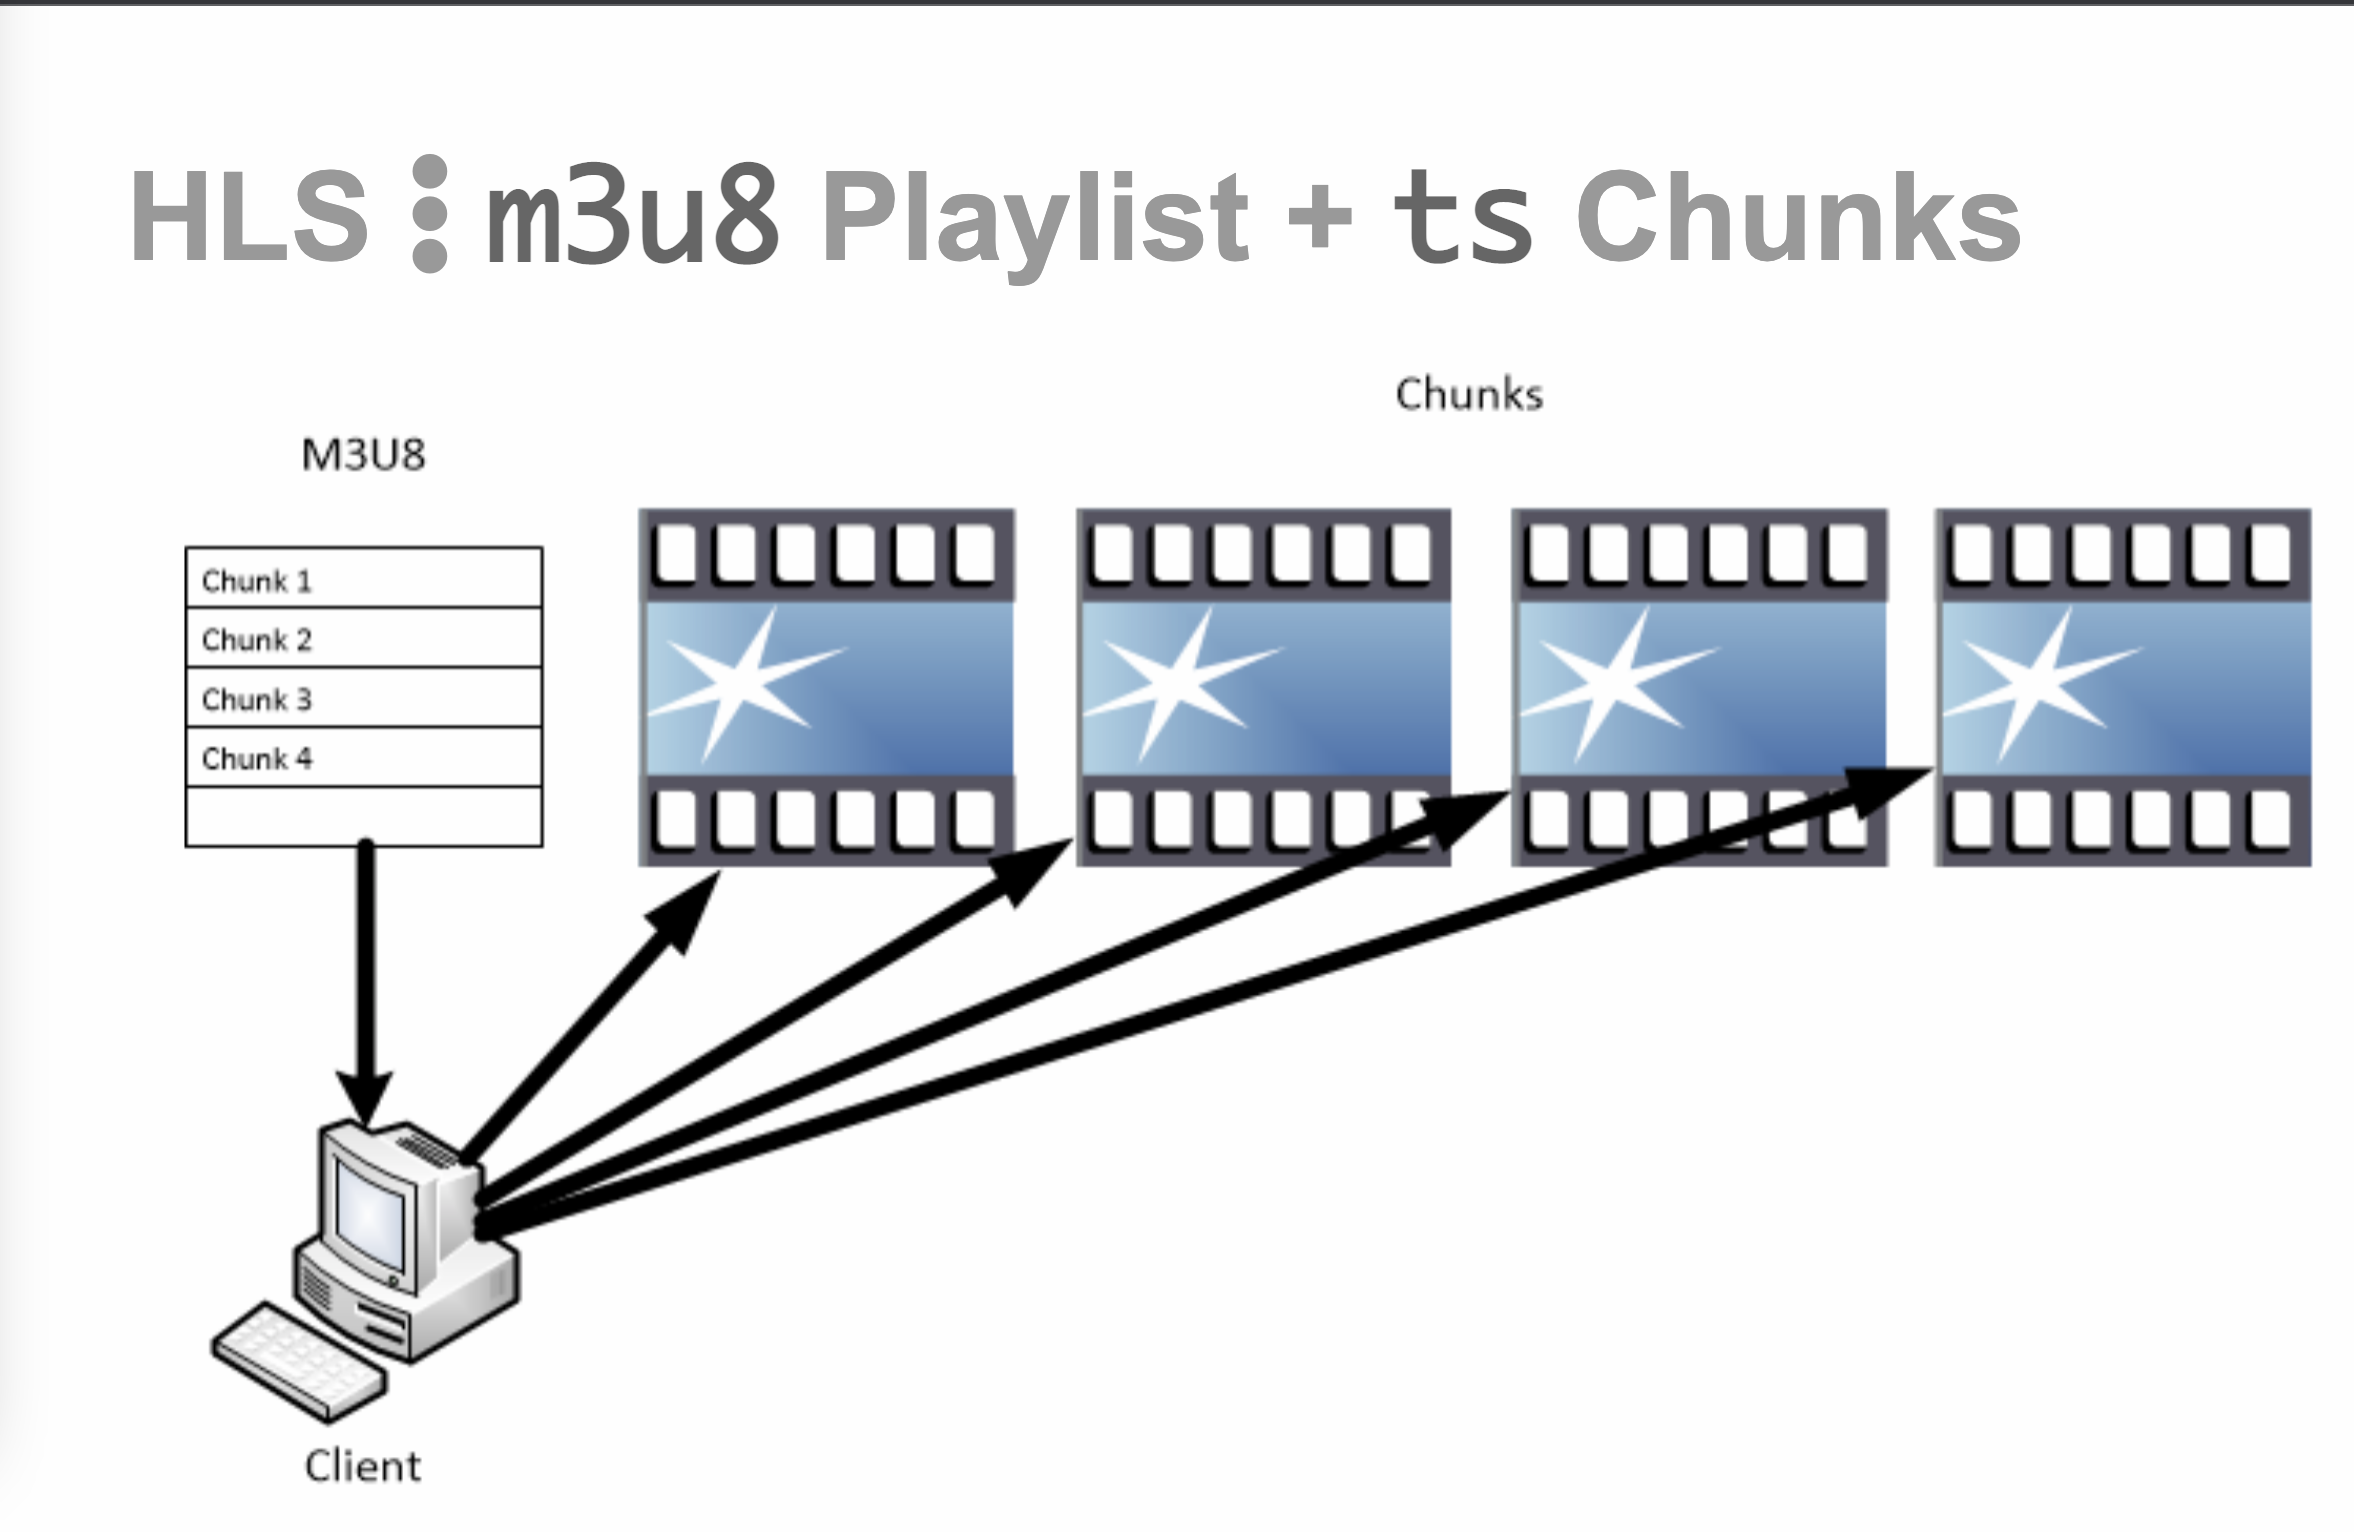 HLS ⋮ m3u8 Playlist + ts Chunks
Chunks
M3U8
Chunk 1
Chunk 2
Chunk 3
Chunk 4
Client